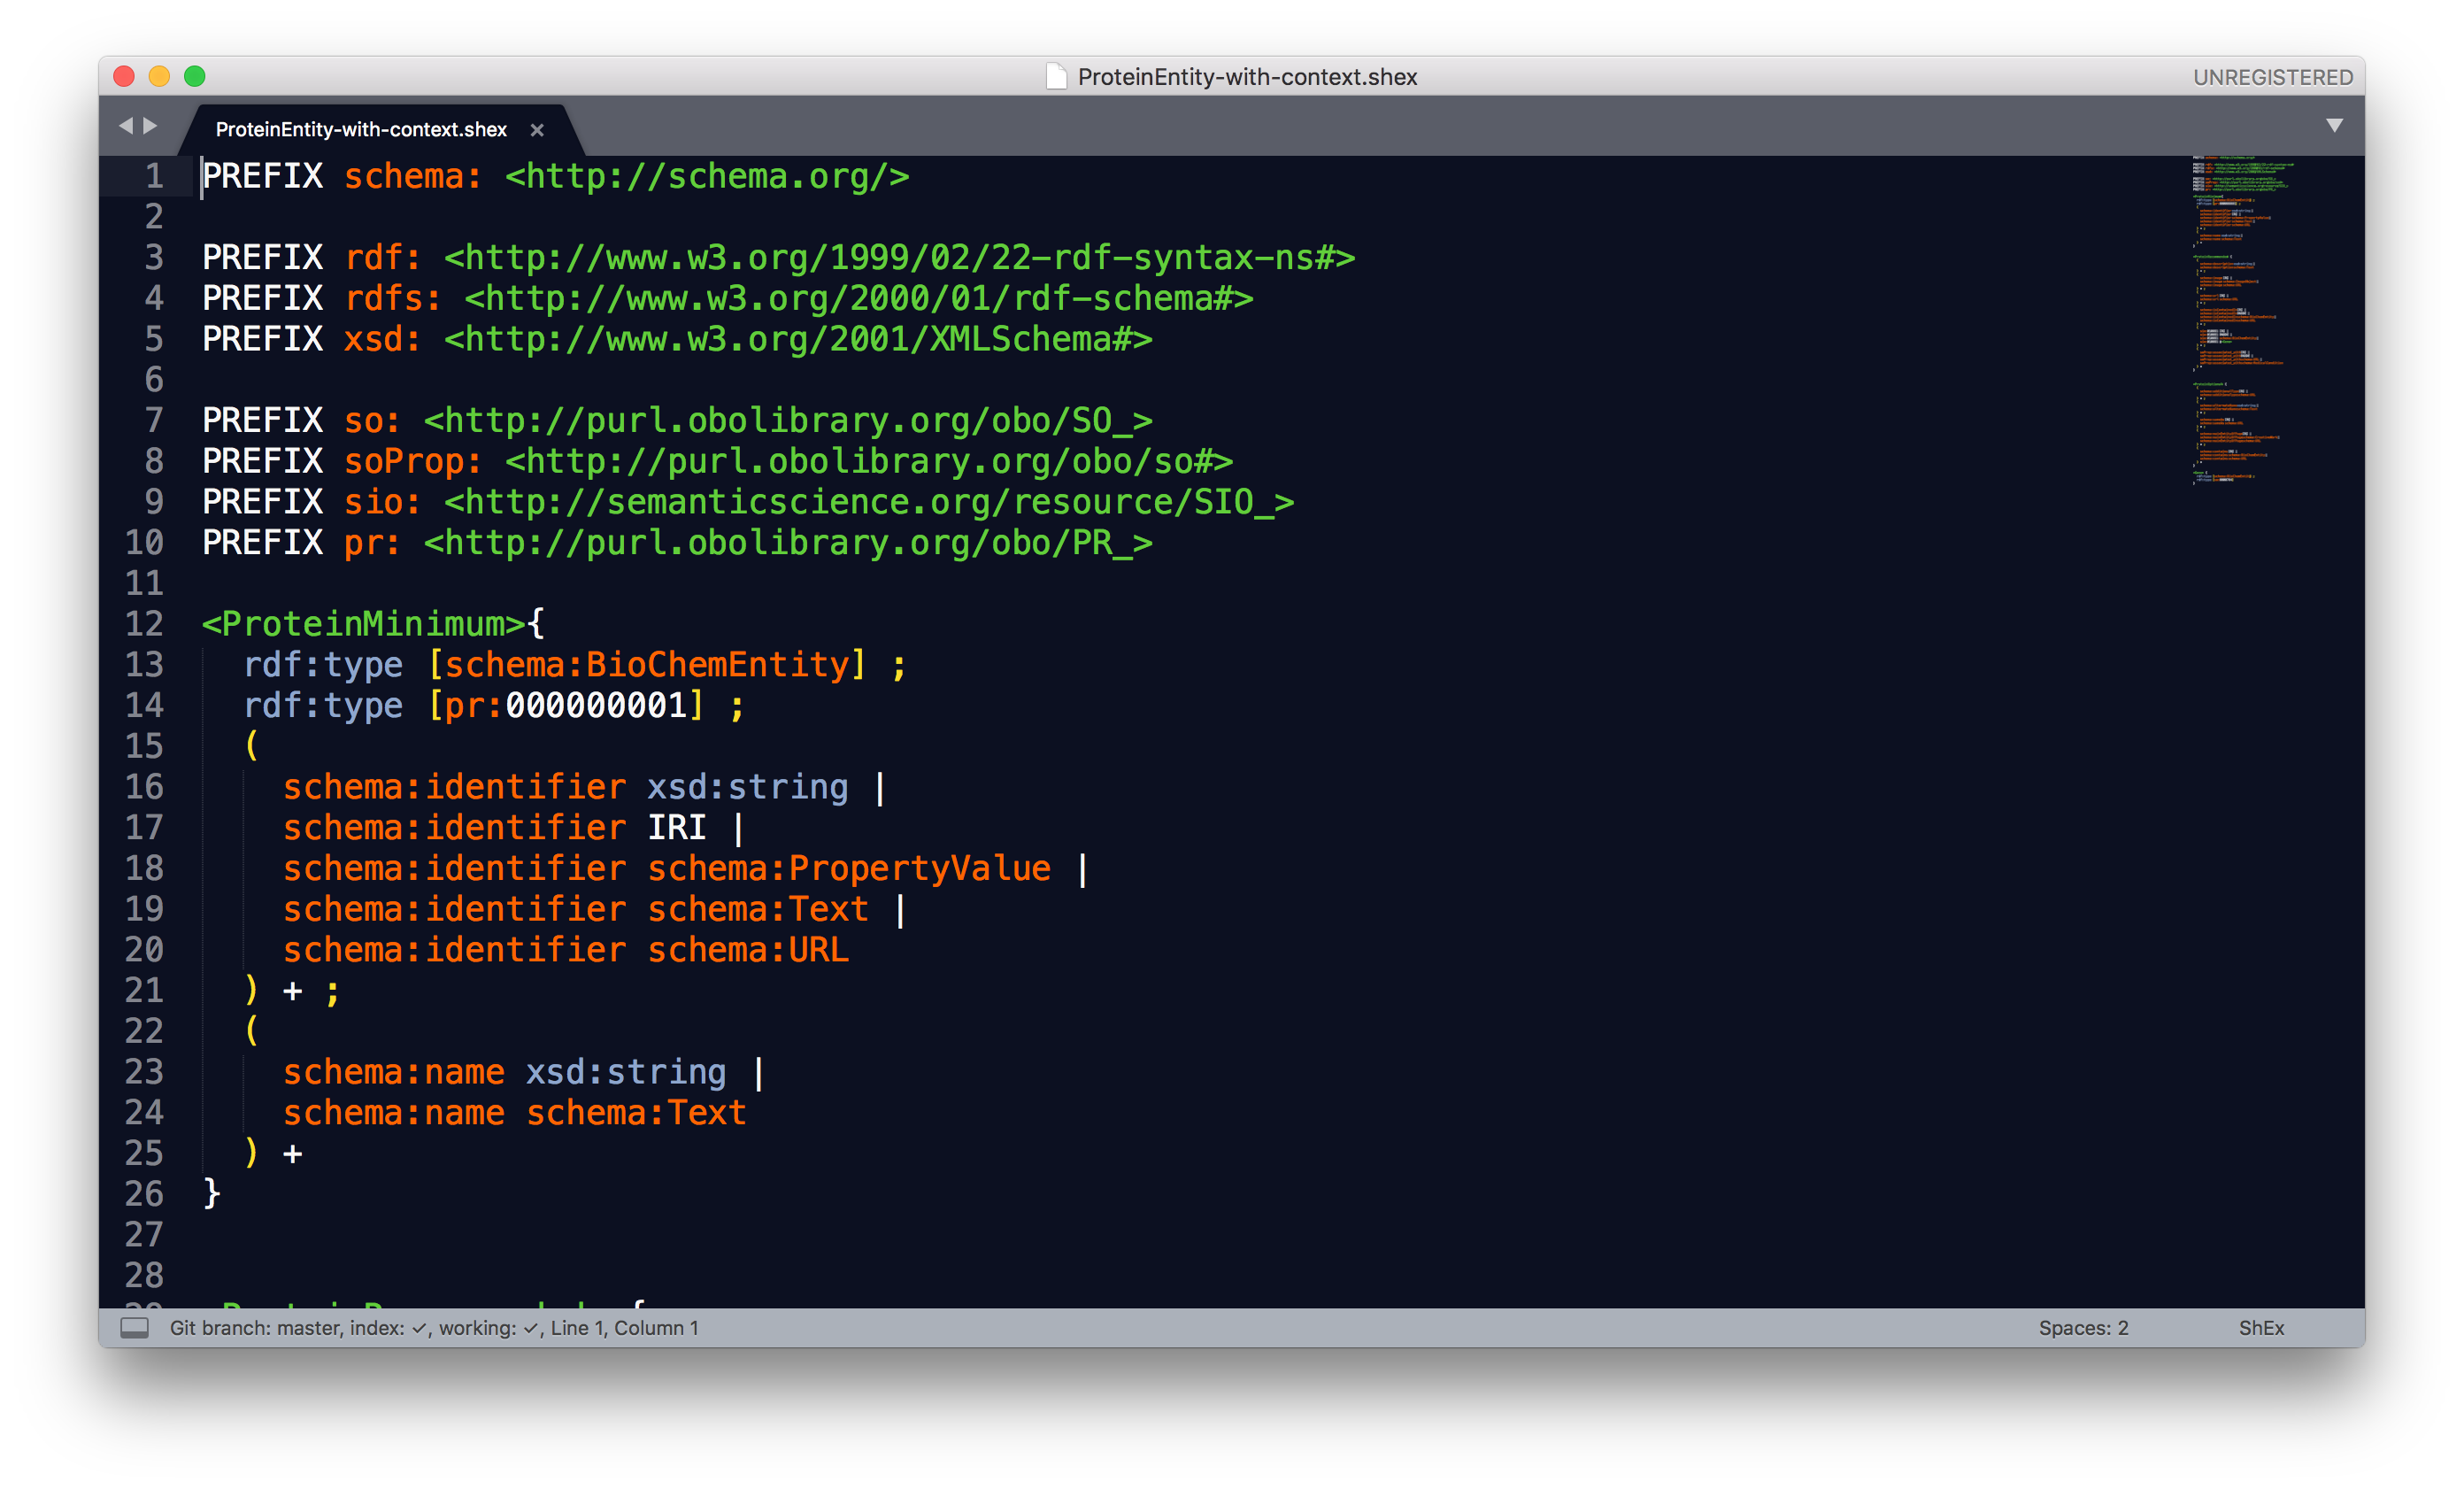 ProteinEntity-with-context.shex
UNREGISTERED
ProteinEntity-with-context.shex ×
1 PREFIX schema: <http://schema.org/>
2
3 PREFIX rdf: <http://www.w3.org/1999/02/22-rdf-syntax-ns#>
4 PREFIX rdfs: <http://www.w3.org/2000/01/rdf-schema#>
5 PREFIX xsd: <http://www.w3.org/2001/XMLSchema#>
6
7 PREFIX so: <http://purl.obolibrary.org/obo/SO_>
8 PREFIX soProp: <http://purl.obolibrary.org/obo/so#>
9 PREFIX sio: <http://semanticscience.org/resource/SIO_>
10 PREFIX pr: <http://purl.obolibrary.org/obo/PR_>
11
12 <ProteinMinimum>{
13 rdf:type [schema:BioChemEntity] ;
14 rdf:type [pr:000000001] ;
15 (
16 schema:identifier xsd:string |
17 schema:identifier IRI |
18 schema:identifier schema:PropertyValue |
19 schema:identifier schema:Text |
20 schema:identifier schema:URL
21 ) + ;
22 (
23 schema:name xsd:string |
24 schema:name schema:Text
25 ) +
26 }
27
28
Git branch: master, index: ✓, working: ✓, Line 1, Column 1
Spaces: 2
ShEx